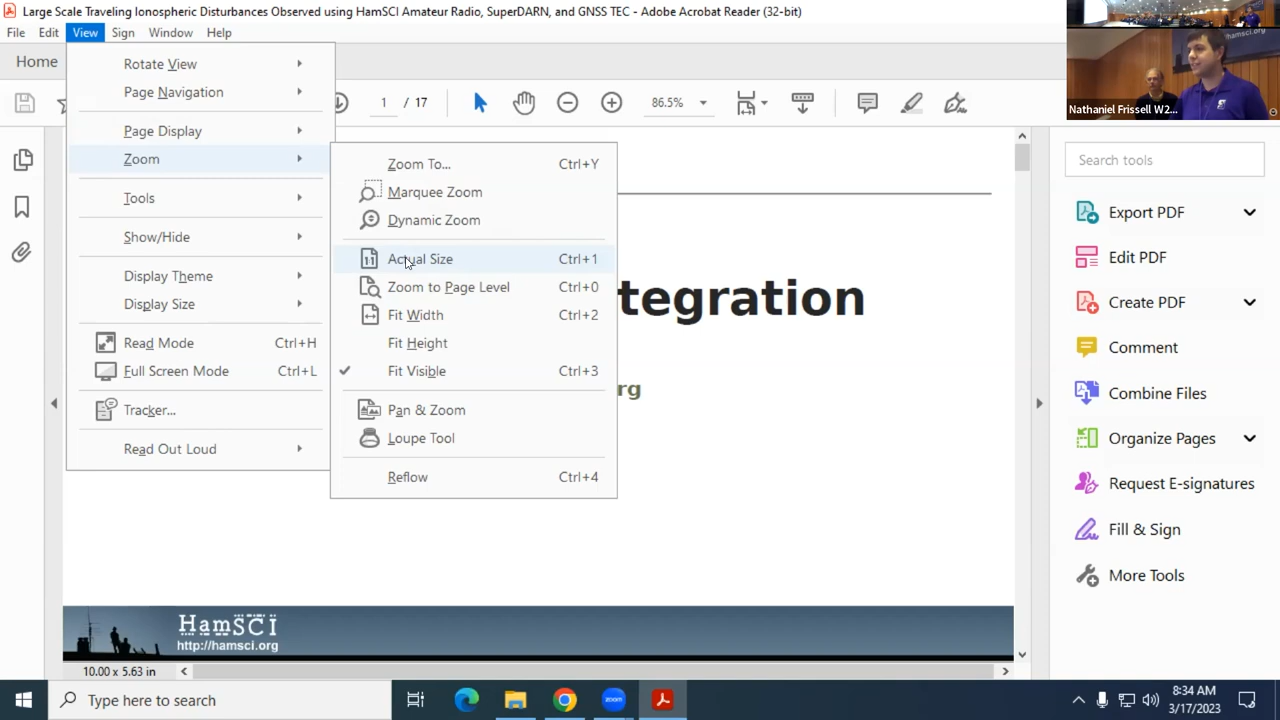 Large Scale Traveling Ionospheric Disturbances Observed using HamSCI Amateur Radio, SuperDARN, and GNSS TEC - Adobe Acrobat Reader (32-bit)
File Edit View Sign Window Help
Home
1 / 17
86.5%
Rotate View
Page Navigation
Page Display
Zoom
Tools
Show/Hide
Display Theme
Display Size
Read Mode Ctrl+H
Full Screen Mode Ctrl+L
Tracker...
Read Out Loud
Zoom To... Ctrl+Y
Marquee Zoom
Dynamic Zoom
Actual Size Ctrl+1
Zoom to Page Level Ctrl+0
Fit Width Ctrl+2
Fit Height
Fit Visible Ctrl+3
Pan & Zoom
Loupe Tool
Reflow Ctrl+4
tegration
rg
HamSCI
http://hamsci.org
10.00 x 5.63 in
hamsci.org
Nathaniel Frissell W2...
Search tools
Export PDF
Edit PDF
Create PDF
Comment
Combine Files
Organize Pages
Request E-signatures
Fill & Sign
More Tools
Type here to search
zoom
8:34 AM
3/17/2023